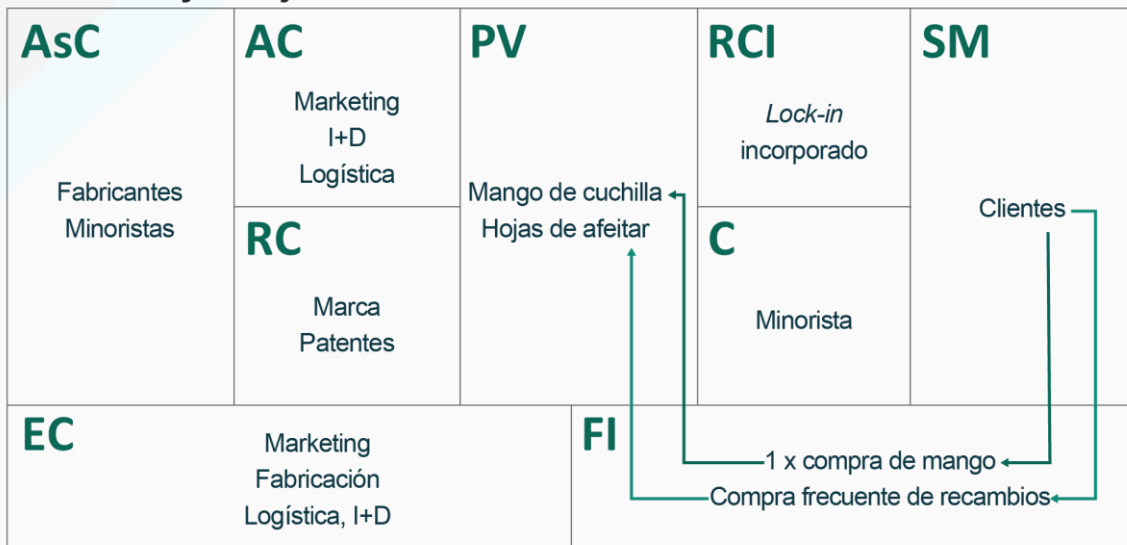 AsC
Fabricantes
Minoristas
AC
Marketing
I+D
Logística
RC
Marca
Patentes
PV
Mango de cuchilla
Hojas de afeitar
RCI
Lock-in
incorporado
C
Minorista
SM
Clientes
EC
Marketing
Fabricación
Logística, I+D
FI
1 x compra de mango
Compra frecuente de recambios